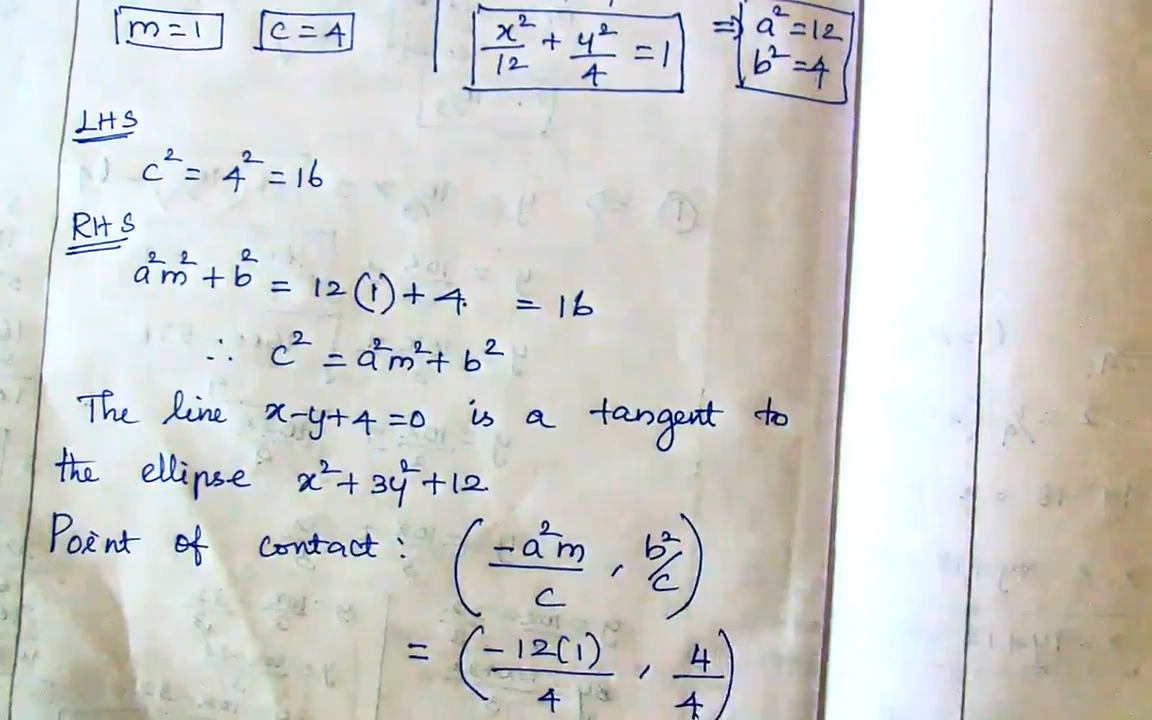 m = 1 c = 4 x²/12 + y²/4 = 1 ⇒ a² = 12
b² = 4
LHS
c² = 4² = 16
RHS
a²m² + b² = 12(1) + 4 = 16
∴ c² = a²m² + b²
The line x-y+4=0 is a tangent to
the ellipse x²+3y²+12
Point of contact : (-a²m/c , b²/c)
= (-12(1)/4 , 4/4)